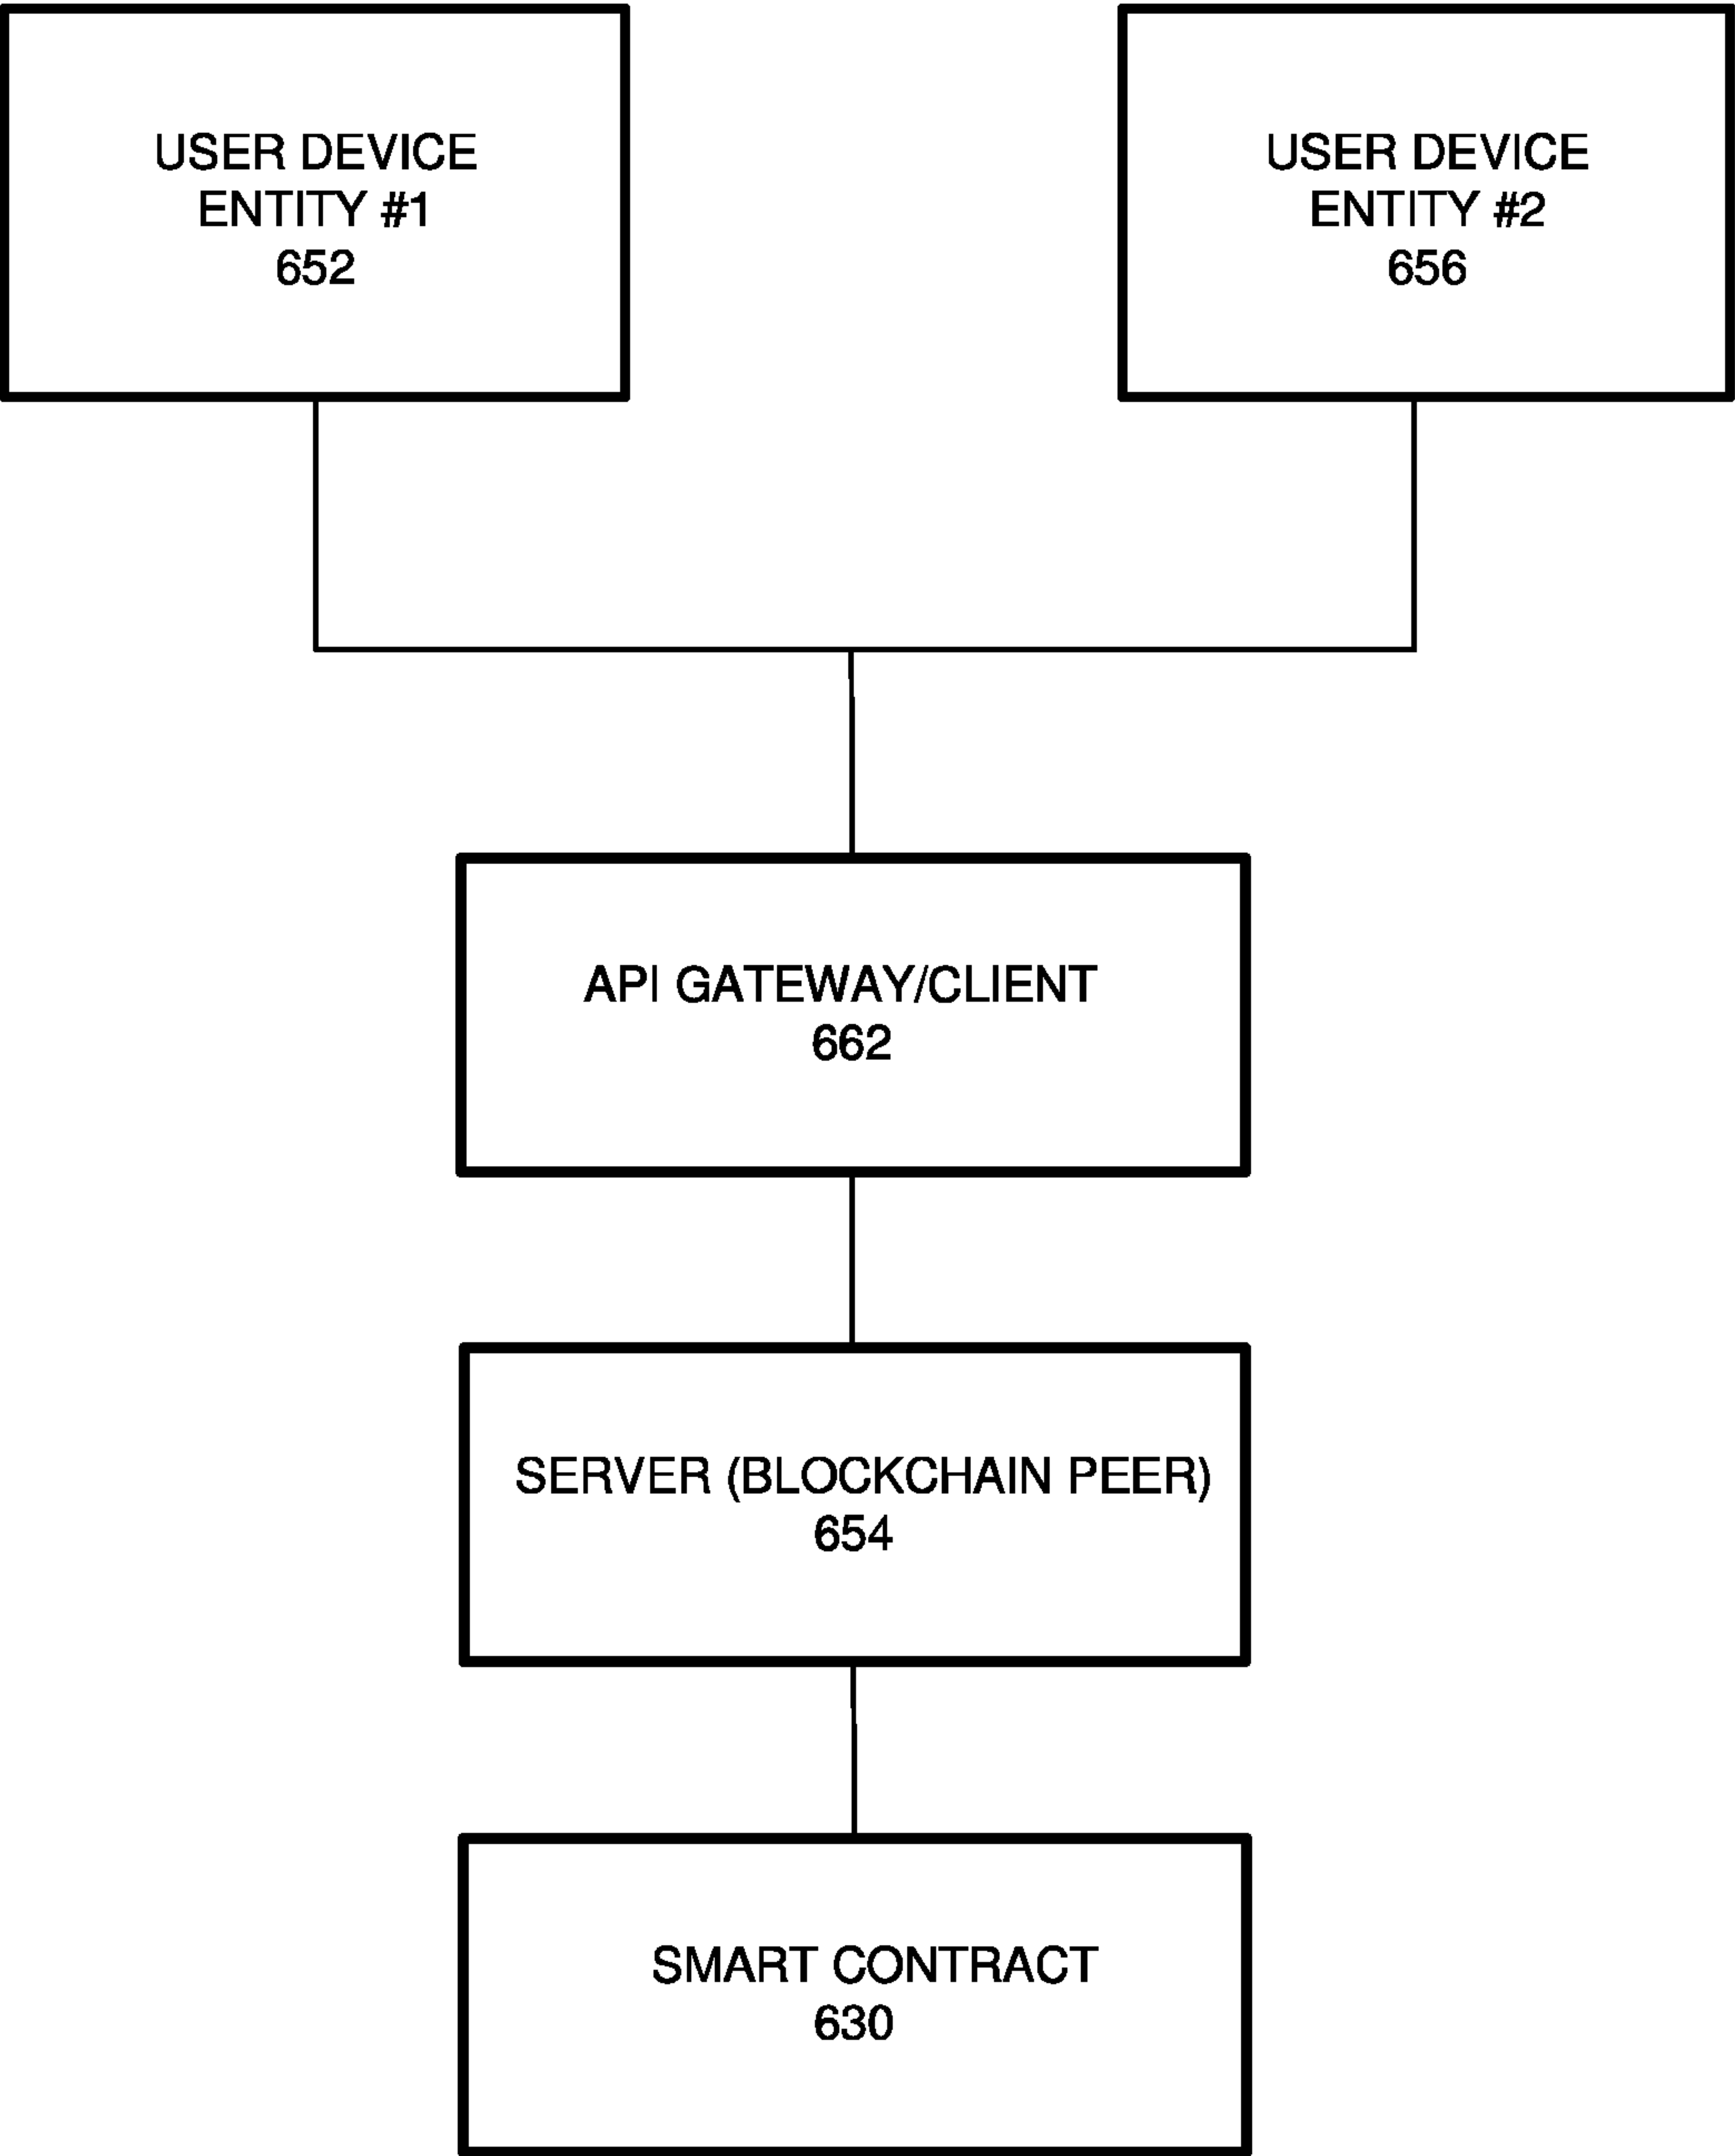 USER DEVICE
ENTITY #1
652
USER DEVICE
ENTITY #2
656
API GATEWAY/CLIENT
662
SERVER (BLOCKCHAIN PEER)
654
SMART CONTRACT
630